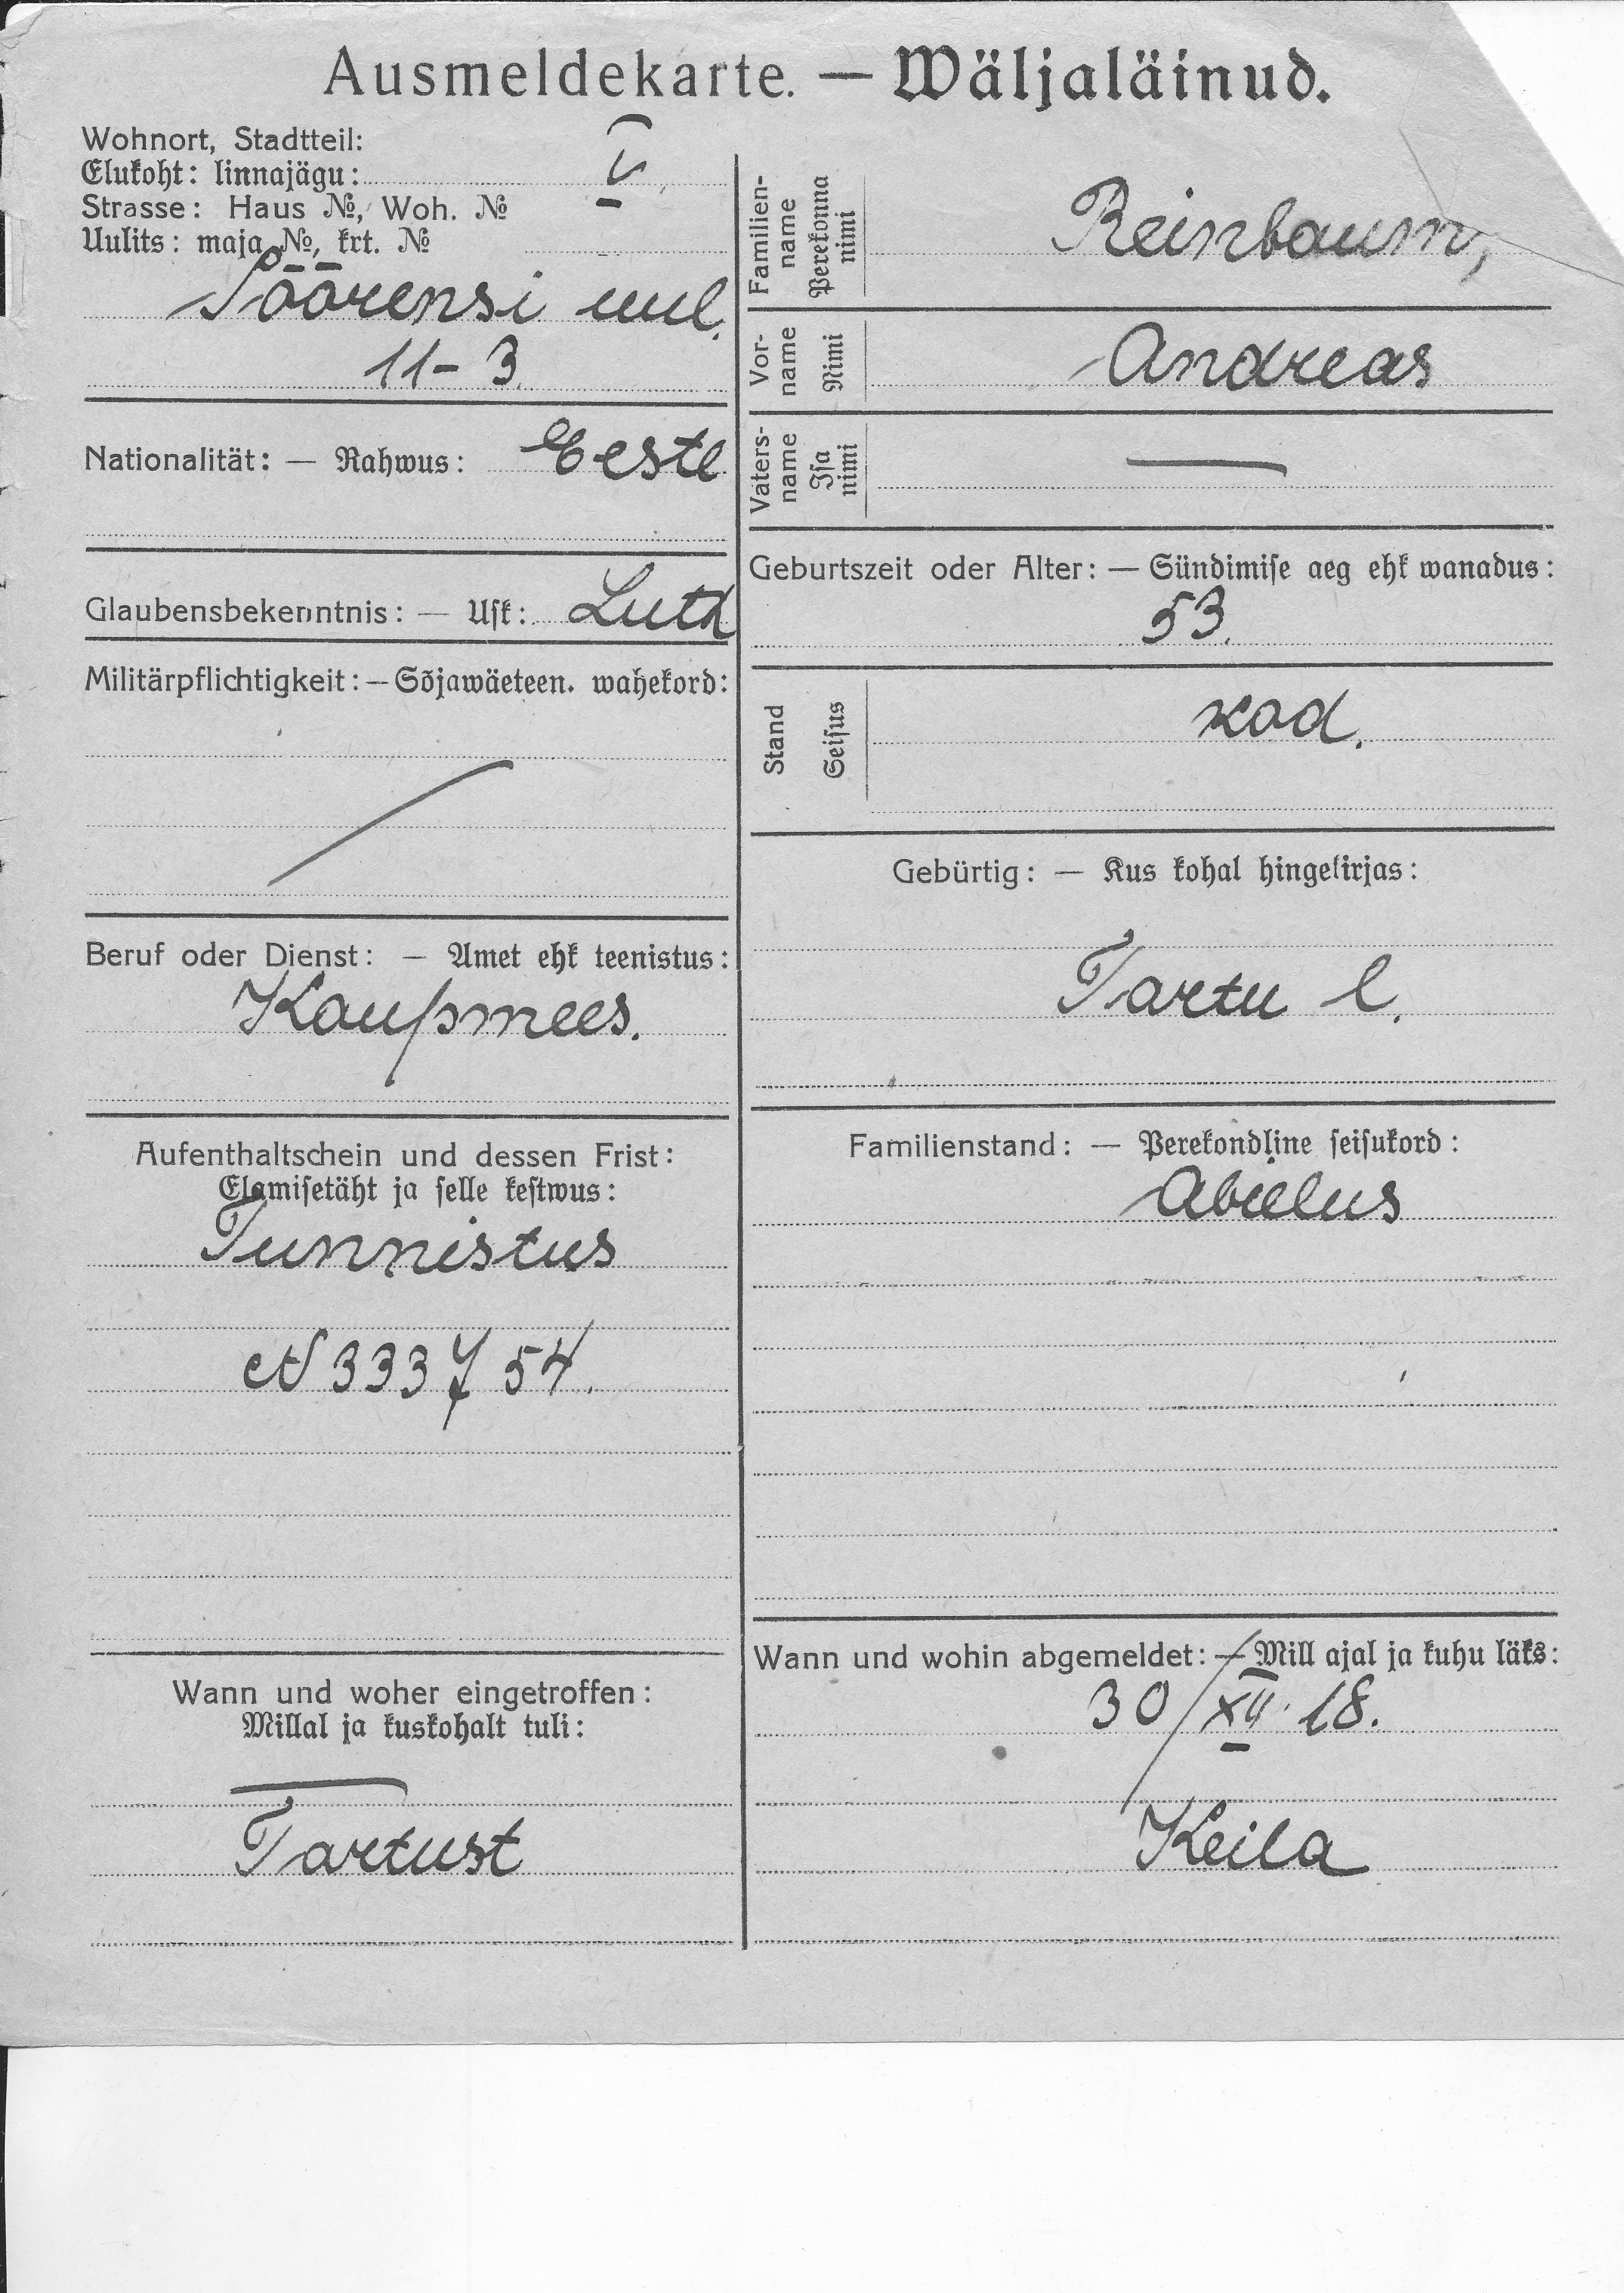 Ausmeldekarte. — Wäljaläinud.
Wohnort, Stadtteil:
Elukoht: linnajägu: V
Strasse: Haus №, Woh. №
Uulits: maja №, krt. №
Söörensi uul.
11-3.
Nationalität: — Rahwus: Eestl
Glaubensbekenntnis: — Usk: Luth
Militärpflichtigkeit: — Sõjawäeteen. wahekord:
Beruf oder Dienst: — Amet ehk teenistus:
Kaupmees.
Aufenthaltschein und dessen Frist:
Elamisetäht ja selle kestwus:
Tunnistus
N 333754.
Wann und woher eingetroffen:
Millal ja kuskohalt tuli:
—
Tartust
Familien-
name
Perekonna
nimi
Reinbaum,
Vor-
name
Nimi
Andreas
Vaters-
name
Isa
nimi
—
Geburtszeit oder Alter: — Sündimise aeg ehk wanadus:
53.
Stand
Seisus
kod.
Gebürtig: — Kus kohal hingekirjas:
Tartu l.
Familienstand: — Perekondline seisukord:
Abielus
Wann und wohin abgemeldet: — Mill ajal ja kuhu läks:
30/XII 18.
Keila